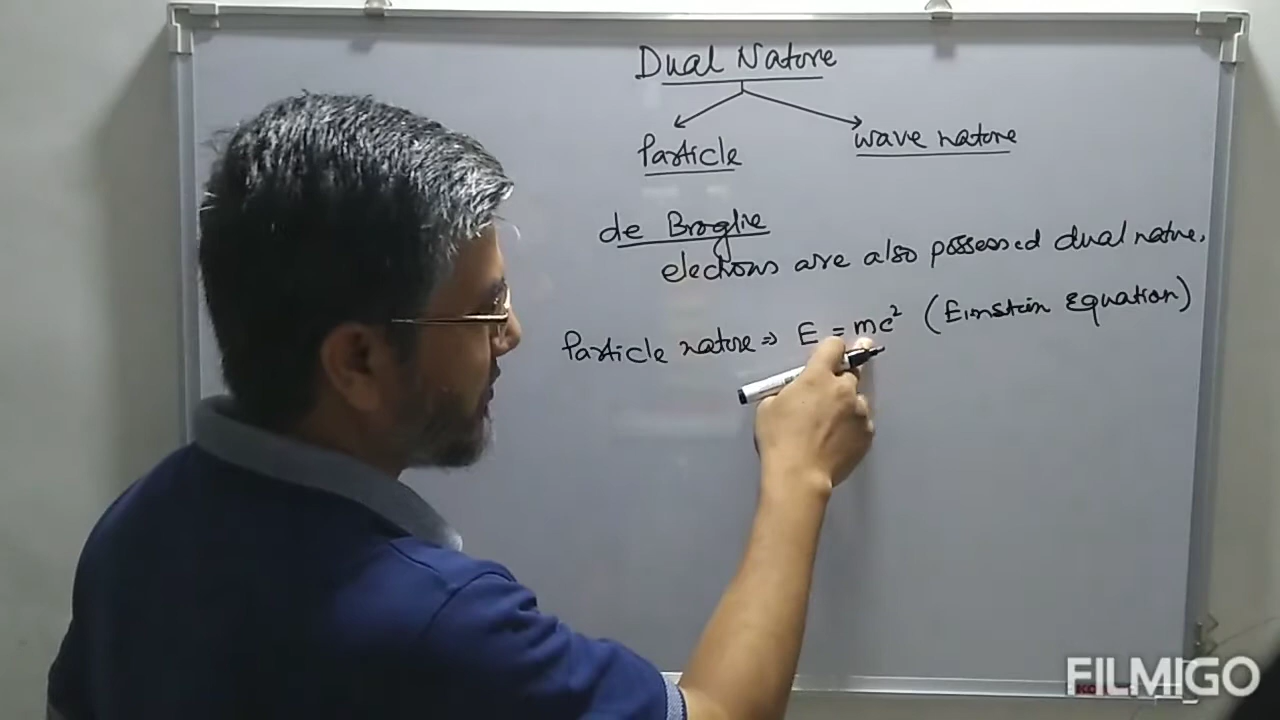 Dual Nature
Particle
wave nature
de Broglie
electrons are also possessed dual nature.
Particle nature ⇒ E = mc² (Einstein Equation)
FILMIGO